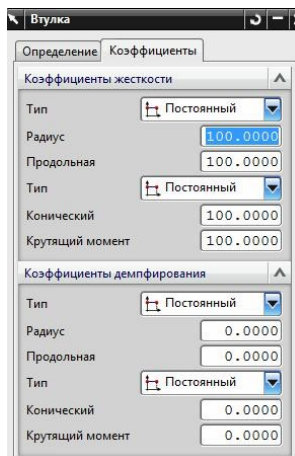 Втулка
Определение Коэффициенты
Коэффициенты жесткости
Тип Постоянный
Радиус 100.0000
Продольная 100.0000
Тип Постоянный
Конический 100.0000
Крутящий момент 100.0000
Коэффициенты демпфирования
Тип Постоянный
Радиус 0.0000
Продольная 0.0000
Тип Постоянный
Конический 0.0000
Крутящий момент 0.0000